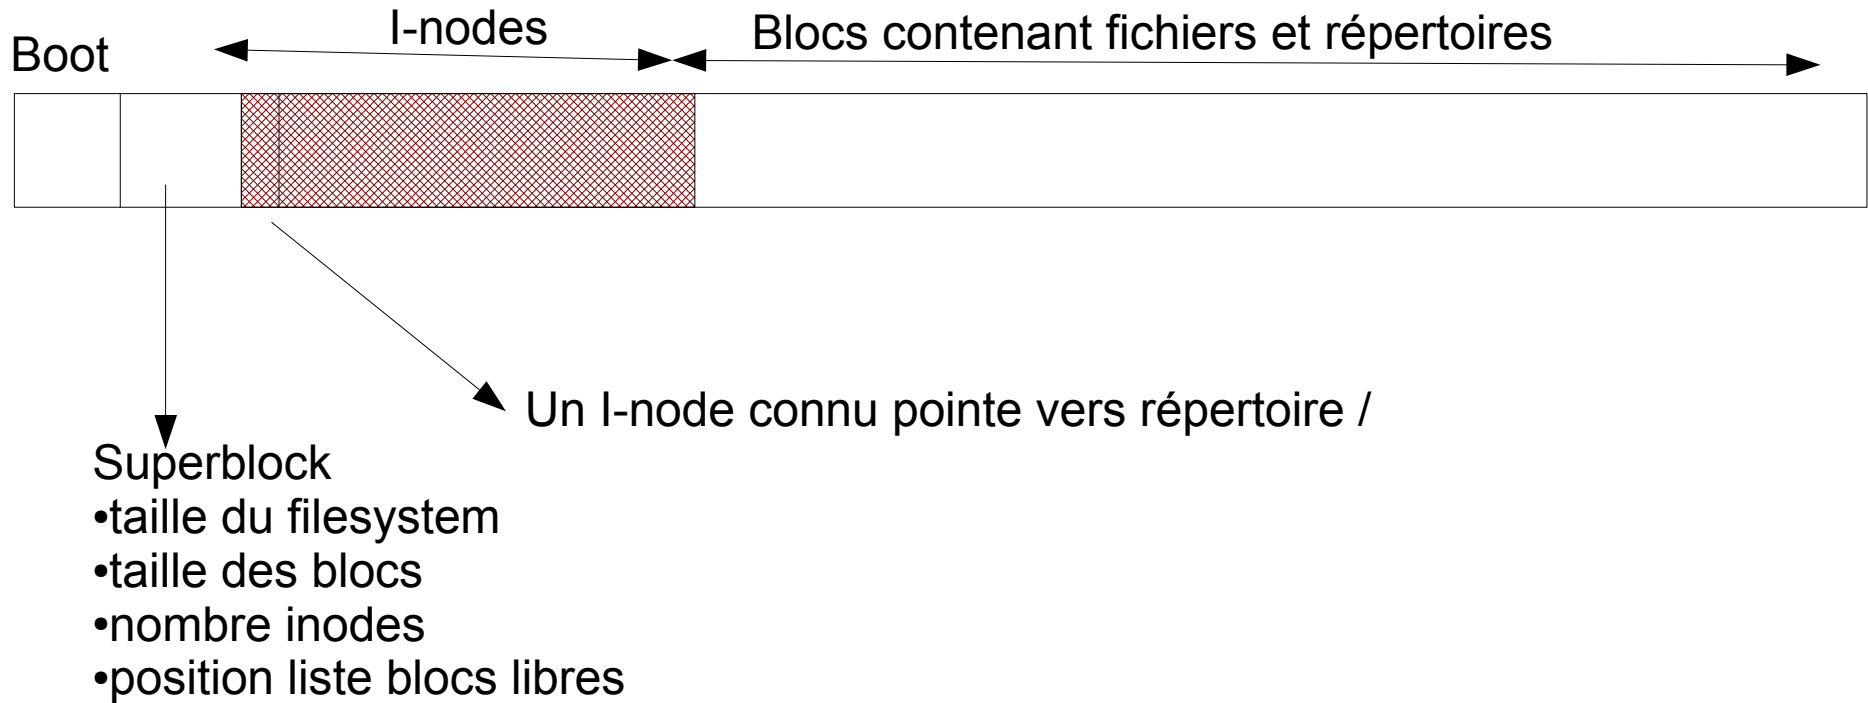 I-nodes
Blocs contenant fichiers et répertoires
Boot
Un I-node connu pointe vers répertoire /
Superblock
•taille du filesystem
•taille des blocs
•nombre inodes
•position liste blocs libres